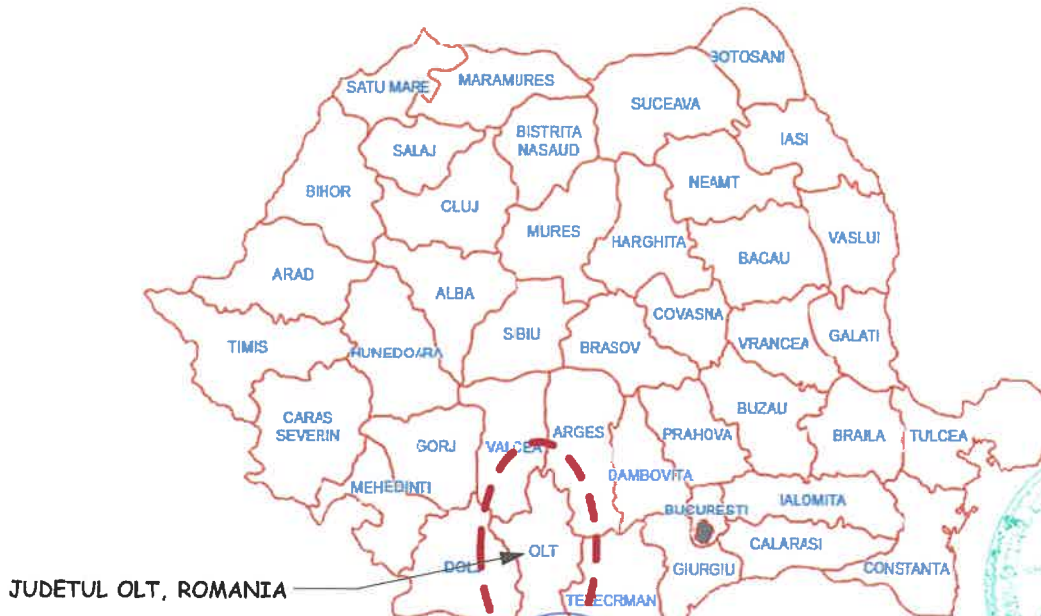 BOTOSANI
SATU MARE
MARAMURES
SUCEAVA
BISTRITA
NASAUD
IASI
SALAJ
NEAMT
BIHOR
CLUJ
MURES
HARGHITA
VASLUI
BACAU
ARAD
ALBA
COVASNA
SIBIU
TIMIS
HUNEDOARA
BRASOV
VRANCEA
GALATI
CARAS
SEVERIN
BUZAU
GORJ
VALCEA
ARGES
PRAHOVA
BRAILA
TULCEA
DAMBOVITA
MEHEDINTI
IALOMITA
BUCURESTI
CALARASI
OLT
DOLJ
GIURGIU
CONSTANTA
JUDETUL OLT, ROMANIA